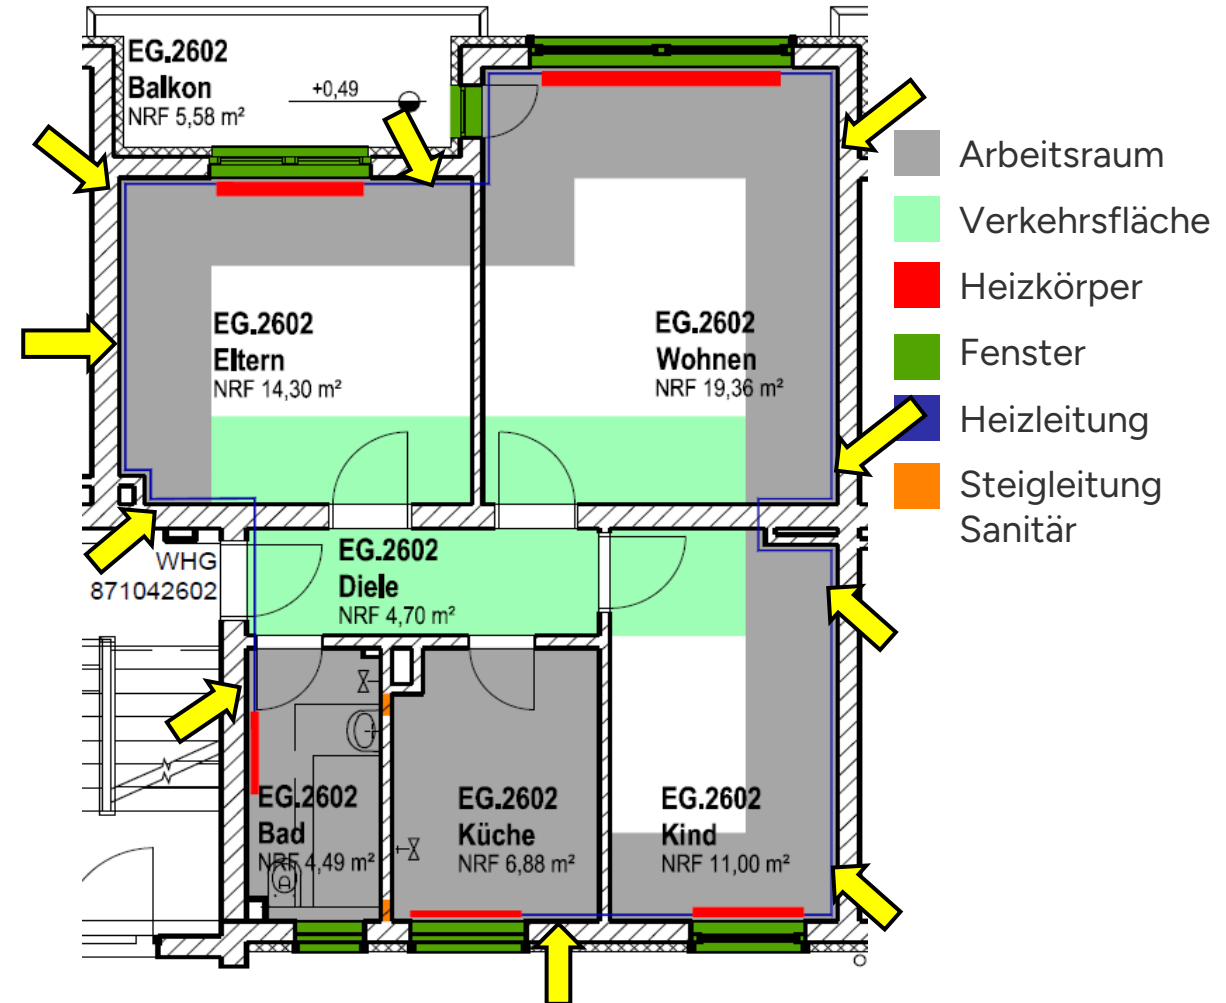 EG.2602
Balkon
NRF 5,58 m²
+0,49
EG.2602
Eltern
NRF 14,30 m²
EG.2602
Wohnen
NRF 19,36 m²
WHG
871042602
EG.2602
Diele
NRF 4,70 m²
EG.2602
Bad
NRF 4,49 m²
EG.2602
Küche
NRF 6,88 m²
EG.2602
Kind
NRF 11,00 m²
Arbeitsraum
Verkehrsfläche
Heizkörper
Fenster
Heizleitung
Steigleitung
Sanitär